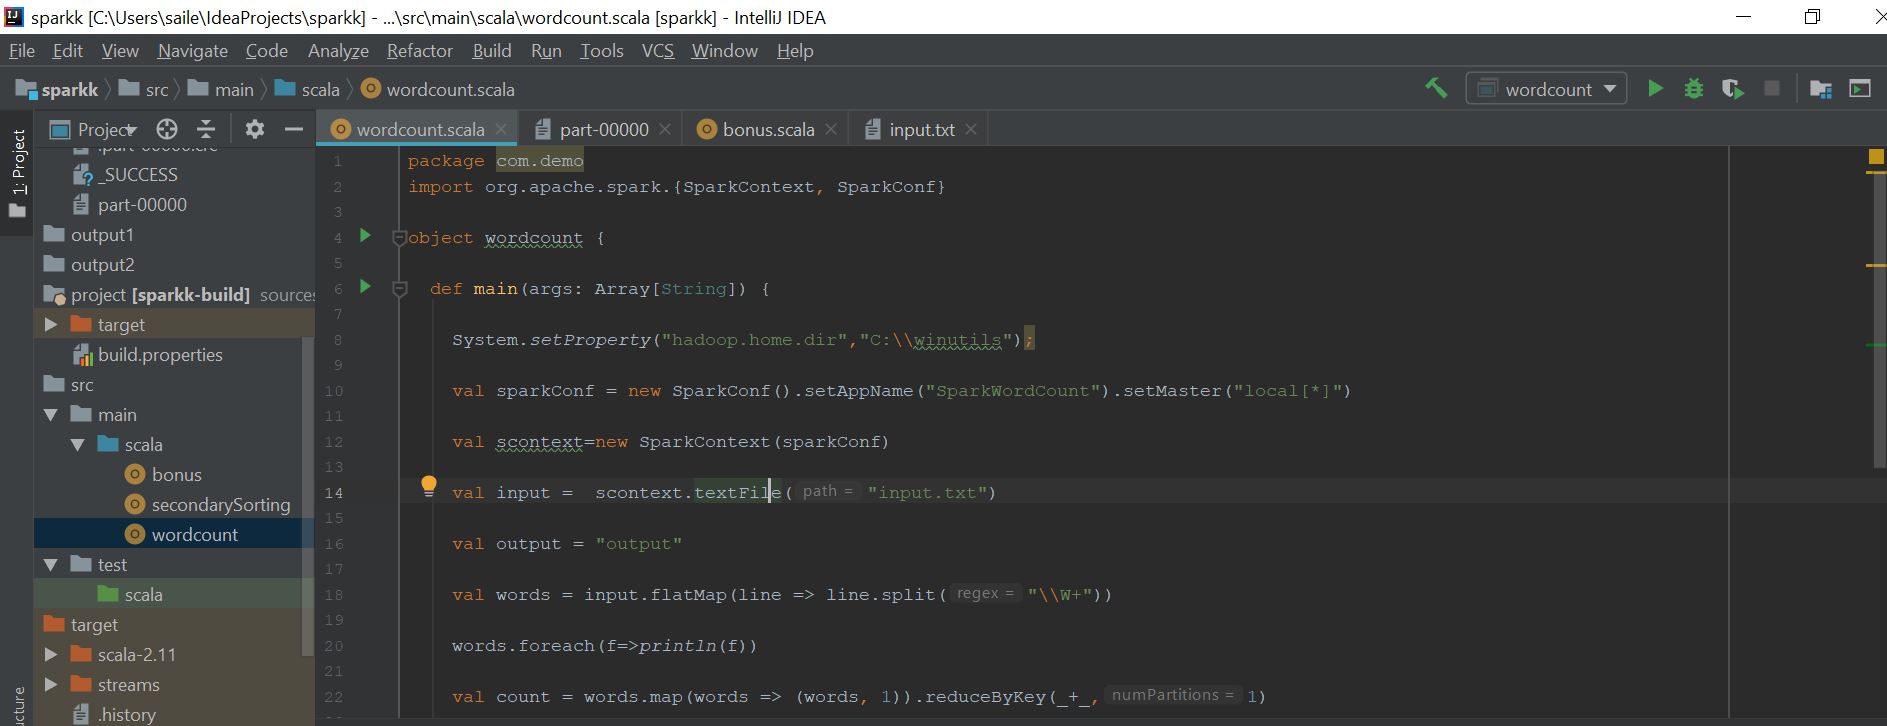 sparkk [C:\Users\saile\IdeaProjects\sparkk] - ...\src\main\scala\wordcount.scala [sparkk] - IntelliJ IDEA
File Edit View Navigate Code Analyze Refactor Build Run Tools VCS Window Help
sparkk src main scala wordcount.scala wordcount
1: Project
Project
_SUCCESS
part-00000
output1
output2
project [sparkk-build] sources
target
build.properties
src
main
scala
bonus
secondarySorting
wordcount
test
scala
target
scala-2.11
streams
.history
wordcount.scala part-00000 bonus.scala input.txt
1 package com.demo
2 import org.apache.spark.{SparkContext, SparkConf}
3
4 object wordcount {
5
6 def main(args: Array[String]) {
7
8 System.setProperty("hadoop.home.dir","C:\\winutils");
9
10 val sparkConf = new SparkConf().setAppName("SparkWordCount").setMaster("local[*]")
11
12 val scontext=new SparkContext(sparkConf)
13
14 val input =  scontext.textFile( path = "input.txt")
15
16 val output = "output"
17
18 val words = input.flatMap(line => line.split( regex = "\\W+"))
19
20 words.foreach(f=>println(f))
21
22 val count = words.map(words => (words, 1)).reduceByKey(_+_, numPartitions = 1)